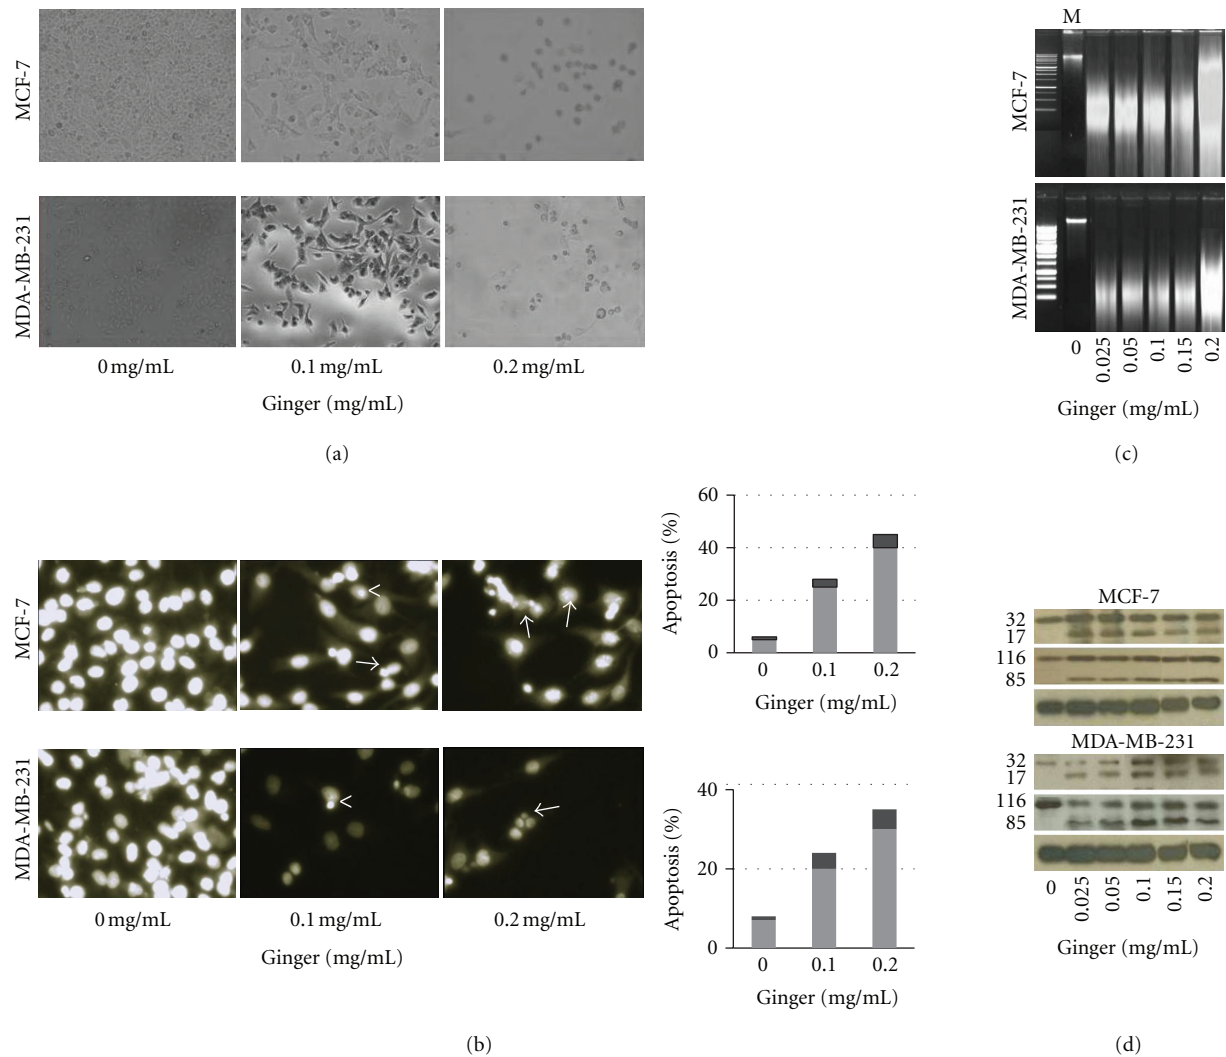 MCF-7
MDA-MB-231
0 mg/mL
0.1 mg/mL
0.2 mg/mL
Ginger (mg/mL)
(a)
M
MCF-7
MDA-MB-231
0
0.025
0.05
0.1
0.15
0.2
Ginger (mg/mL)
(c)
MCF-7
MDA-MB-231
0 mg/mL
0.1 mg/mL
0.2 mg/mL
Ginger (mg/mL)
Apoptosis (%)
60
40
20
0
0
0.1
0.2
Ginger (mg/mL)
Apoptosis (%)
40
20
0
0
0.1
0.2
Ginger (mg/mL)
(b)
MCF-7
32
17
116
85
MDA-MB-231
32
17
116
85
0
0.025
0.05
0.1
0.15
0.2
Ginger (mg/mL)
(d)